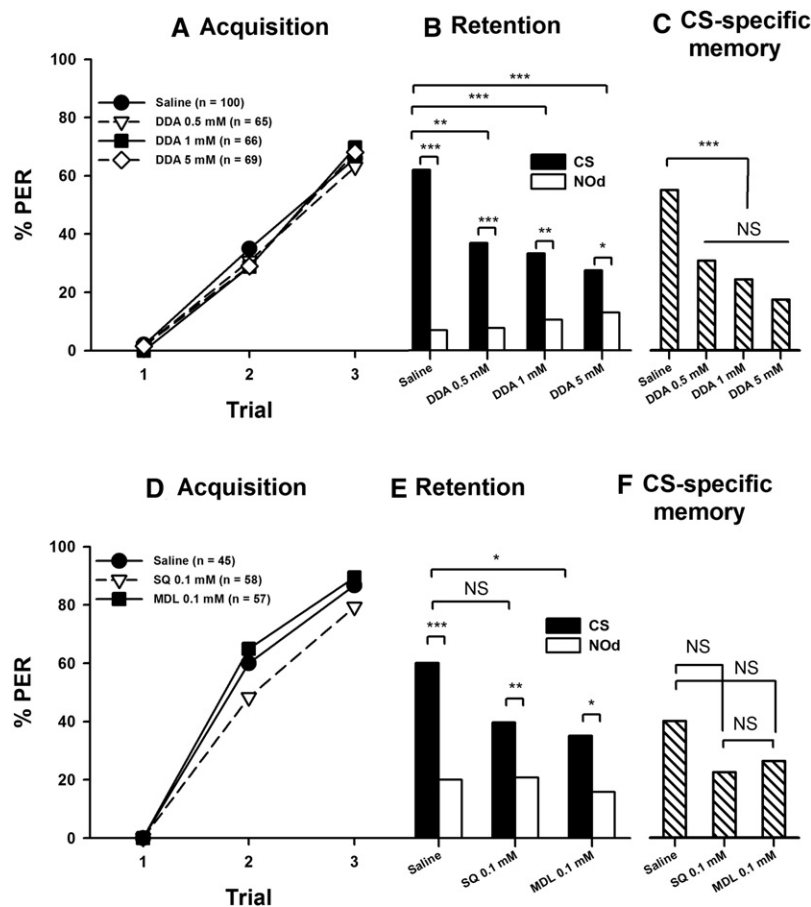 A Acquisition
B Retention
C CS-specific
memory
100
80
60
40
20
0
% PER
Saline (n = 100)
DDA 0.5 mM (n = 65)
DDA 1 mM (n = 66)
DDA 5 mM (n = 69)
1
2
3
Trial
***
***
**
***
***
**
*
CS
NOd
Saline
DDA 0.5 mM
DDA 1 mM
DDA 5 mM
***
NS
Saline
DDA 0.5 mM
DDA 1 mM
DDA 5 mM
D Acquisition
E Retention
F CS-specific
memory
100
80
60
40
20
0
% PER
Saline (n = 45)
SQ 0.1 mM (n = 58)
MDL 0.1 mM (n = 57)
1
2
3
Trial
*
NS
***
**
*
CS
NOd
Saline
SQ 0.1 mM
MDL 0.1 mM
NS
NS
NS
Saline
SQ 0.1 mM
MDL 0.1 mM